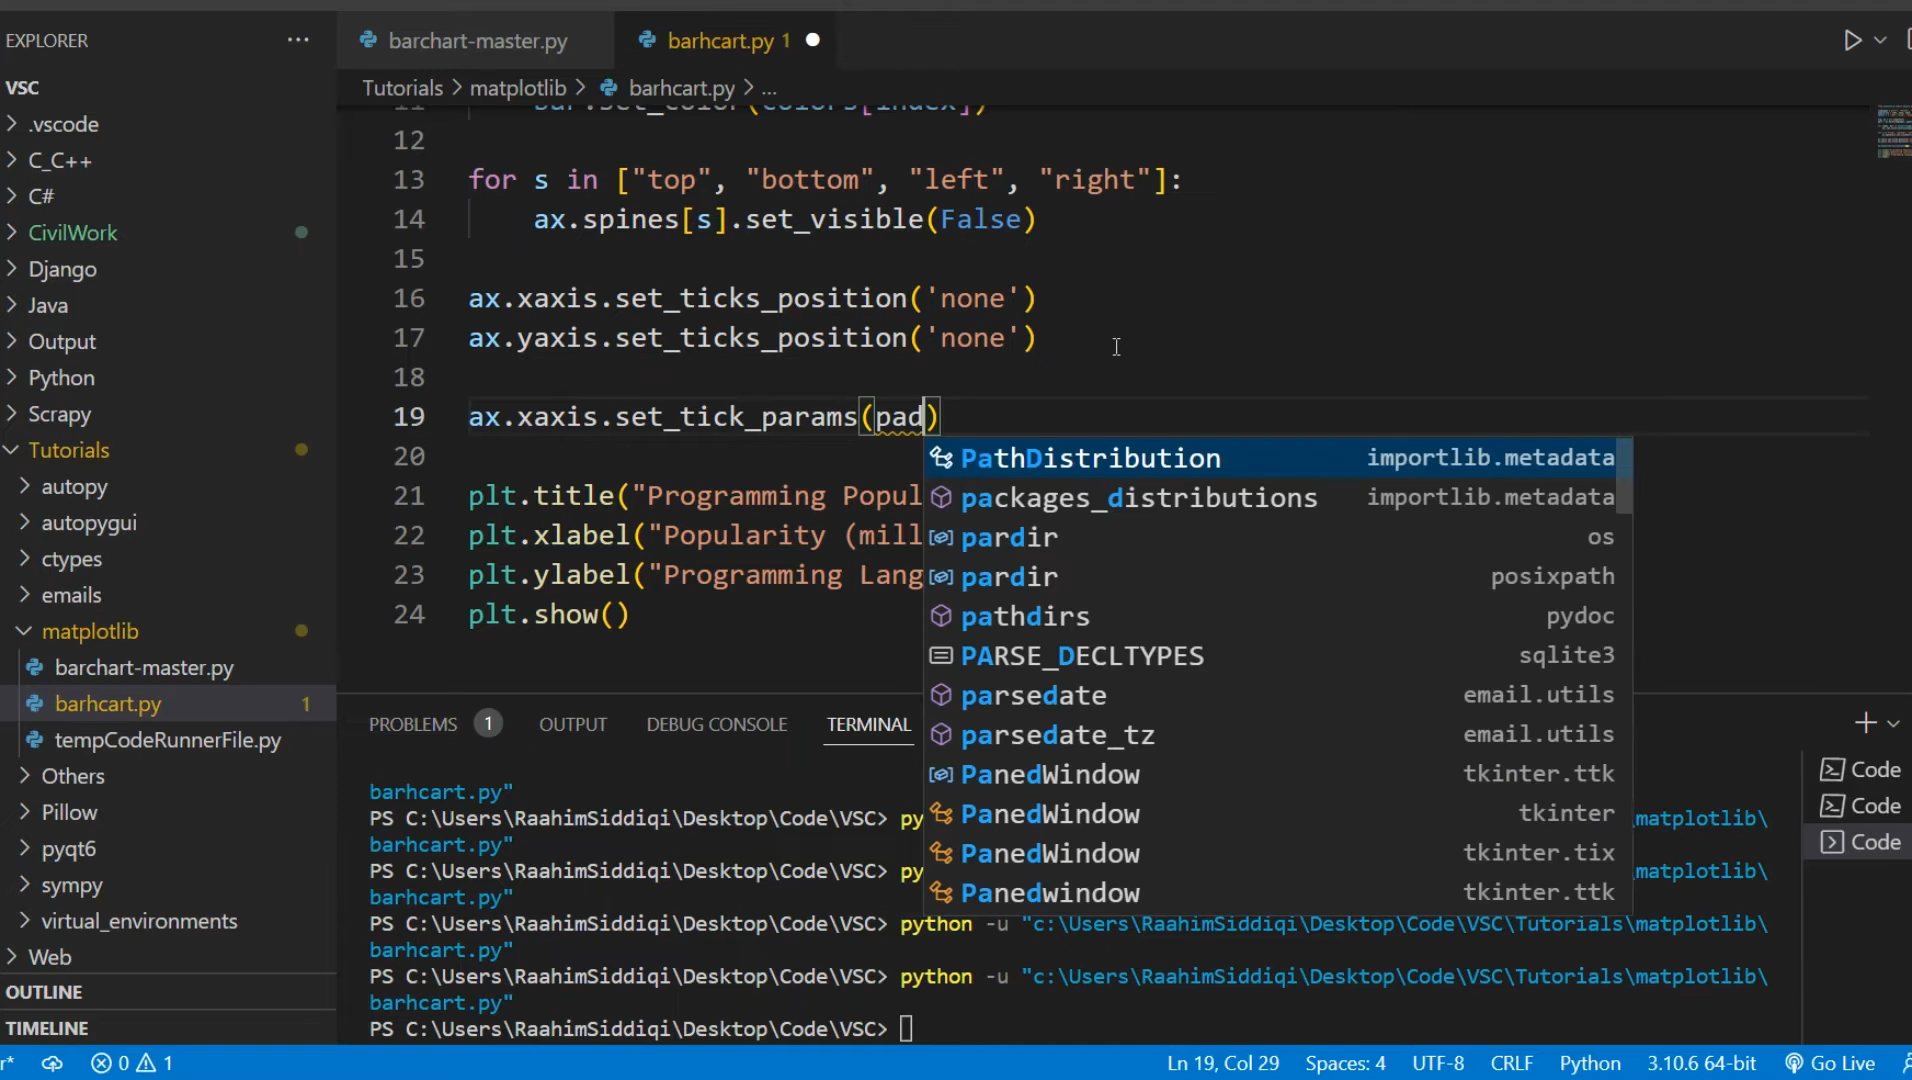 EXPLORER
VSC
.vscode
C_C++
C#
CivilWork
Django
Java
Output
Python
Scrapy
Tutorials
autopy
autopygui
ctypes
emails
matplotlib
barchart-master.py
barhcart.py 1
tempCodeRunnerFile.py
Others
Pillow
pyqt6
sympy
virtual_environments
Web
OUTLINE
TIMELINE
barchart-master.py
barhcart.py 1
Tutorials > matplotlib > barhcart.py > ...
11 bar.set_color(colors[index])
12
13 for s in ["top", "bottom", "left", "right"]:
14 ax.spines[s].set_visible(False)
15
16 ax.xaxis.set_ticks_position('none')
17 ax.yaxis.set_ticks_position('none')
18
19 ax.xaxis.set_tick_params(pad)
20
21 plt.title("Programming Popul
22 plt.xlabel("Popularity (mill
23 plt.ylabel("Programming Lang
24 plt.show()
PathDistribution importlib.metadata
packages_distributions importlib.metadata
pardir os
pardir posixpath
pathdirs pydoc
PARSE_DECLTYPES sqlite3
parsedate email.utils
parsedate_tz email.utils
PanedWindow tkinter.ttk
PanedWindow tkinter
PanedWindow tkinter.tix
Panedwindow tkinter.ttk
PROBLEMS 1 OUTPUT DEBUG CONSOLE TERMINAL
barhcart.py"
PS C:\Users\RaahimSiddiqi\Desktop\Code\VSC> py \matplotlib\
barhcart.py"
PS C:\Users\RaahimSiddiqi\Desktop\Code\VSC> py \matplotlib\
barhcart.py"
PS C:\Users\RaahimSiddiqi\Desktop\Code\VSC> python -u "c:\Users\RaahimSiddiqi\Desktop\Code\VSC\Tutorials\matplotlib\
barhcart.py"
PS C:\Users\RaahimSiddiqi\Desktop\Code\VSC> python -u "c:\Users\RaahimSiddiqi\Desktop\Code\VSC\Tutorials\matplotlib\
barhcart.py"
PS C:\Users\RaahimSiddiqi\Desktop\Code\VSC>
Code
Code
Code
r* 0 1 Ln 19, Col 29 Spaces: 4 UTF-8 CRLF Python 3.10.6 64-bit Go Live